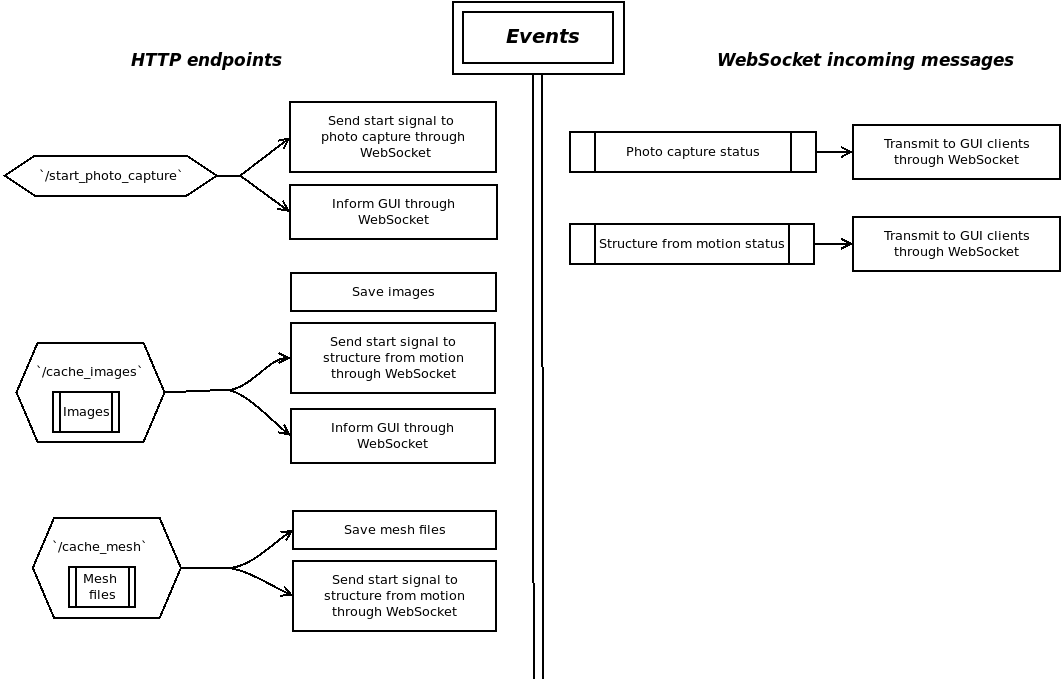 Events
HTTP endpoints
`/start_photo_capture`
Send start signal to
photo capture through
WebSocket
Inform GUI through
WebSocket
Save images
`/cache_images`
Images
Send start signal to
structure from motion
through WebSocket
Inform GUI through
WebSocket
`/cache_mesh`
Mesh
files
Save mesh files
Send start signal to
structure from motion
through WebSocket
WebSocket incoming messages
Photo capture status
Transmit to GUI clients
through WebSocket
Structure from motion status
Transmit to GUI clients
through WebSocket